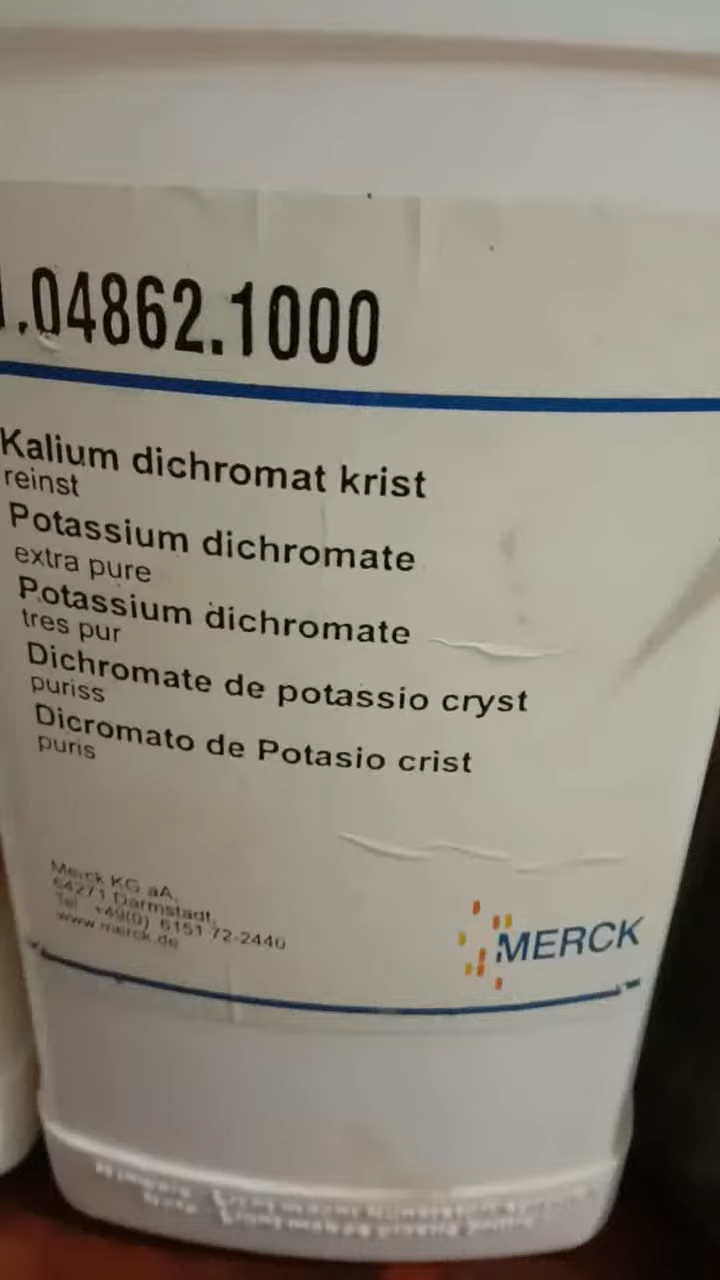 .04862.1000
Kalium dichromat krist
reinst
Potassium dichromate
extra pure
Potassium dichromate
tres pur
Dichromate de potassio cryst
puriss
Dicromato de Potasio crist
puris
Merck KG aA,
64271 Darmstadt,
Tel +49(0) 6151 72-2440
www.merck.de
MERCK